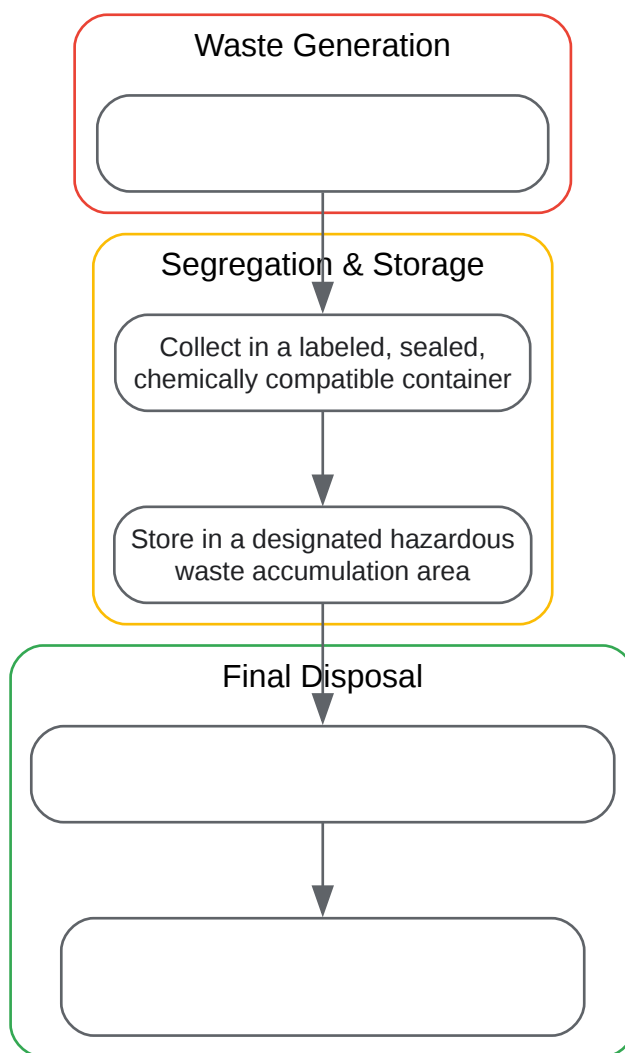 Waste Generation
Segregation & Storage
Collect in a labeled, sealed,
chemically compatible container
Store in a designated hazardous
waste accumulation area
Final Disposal